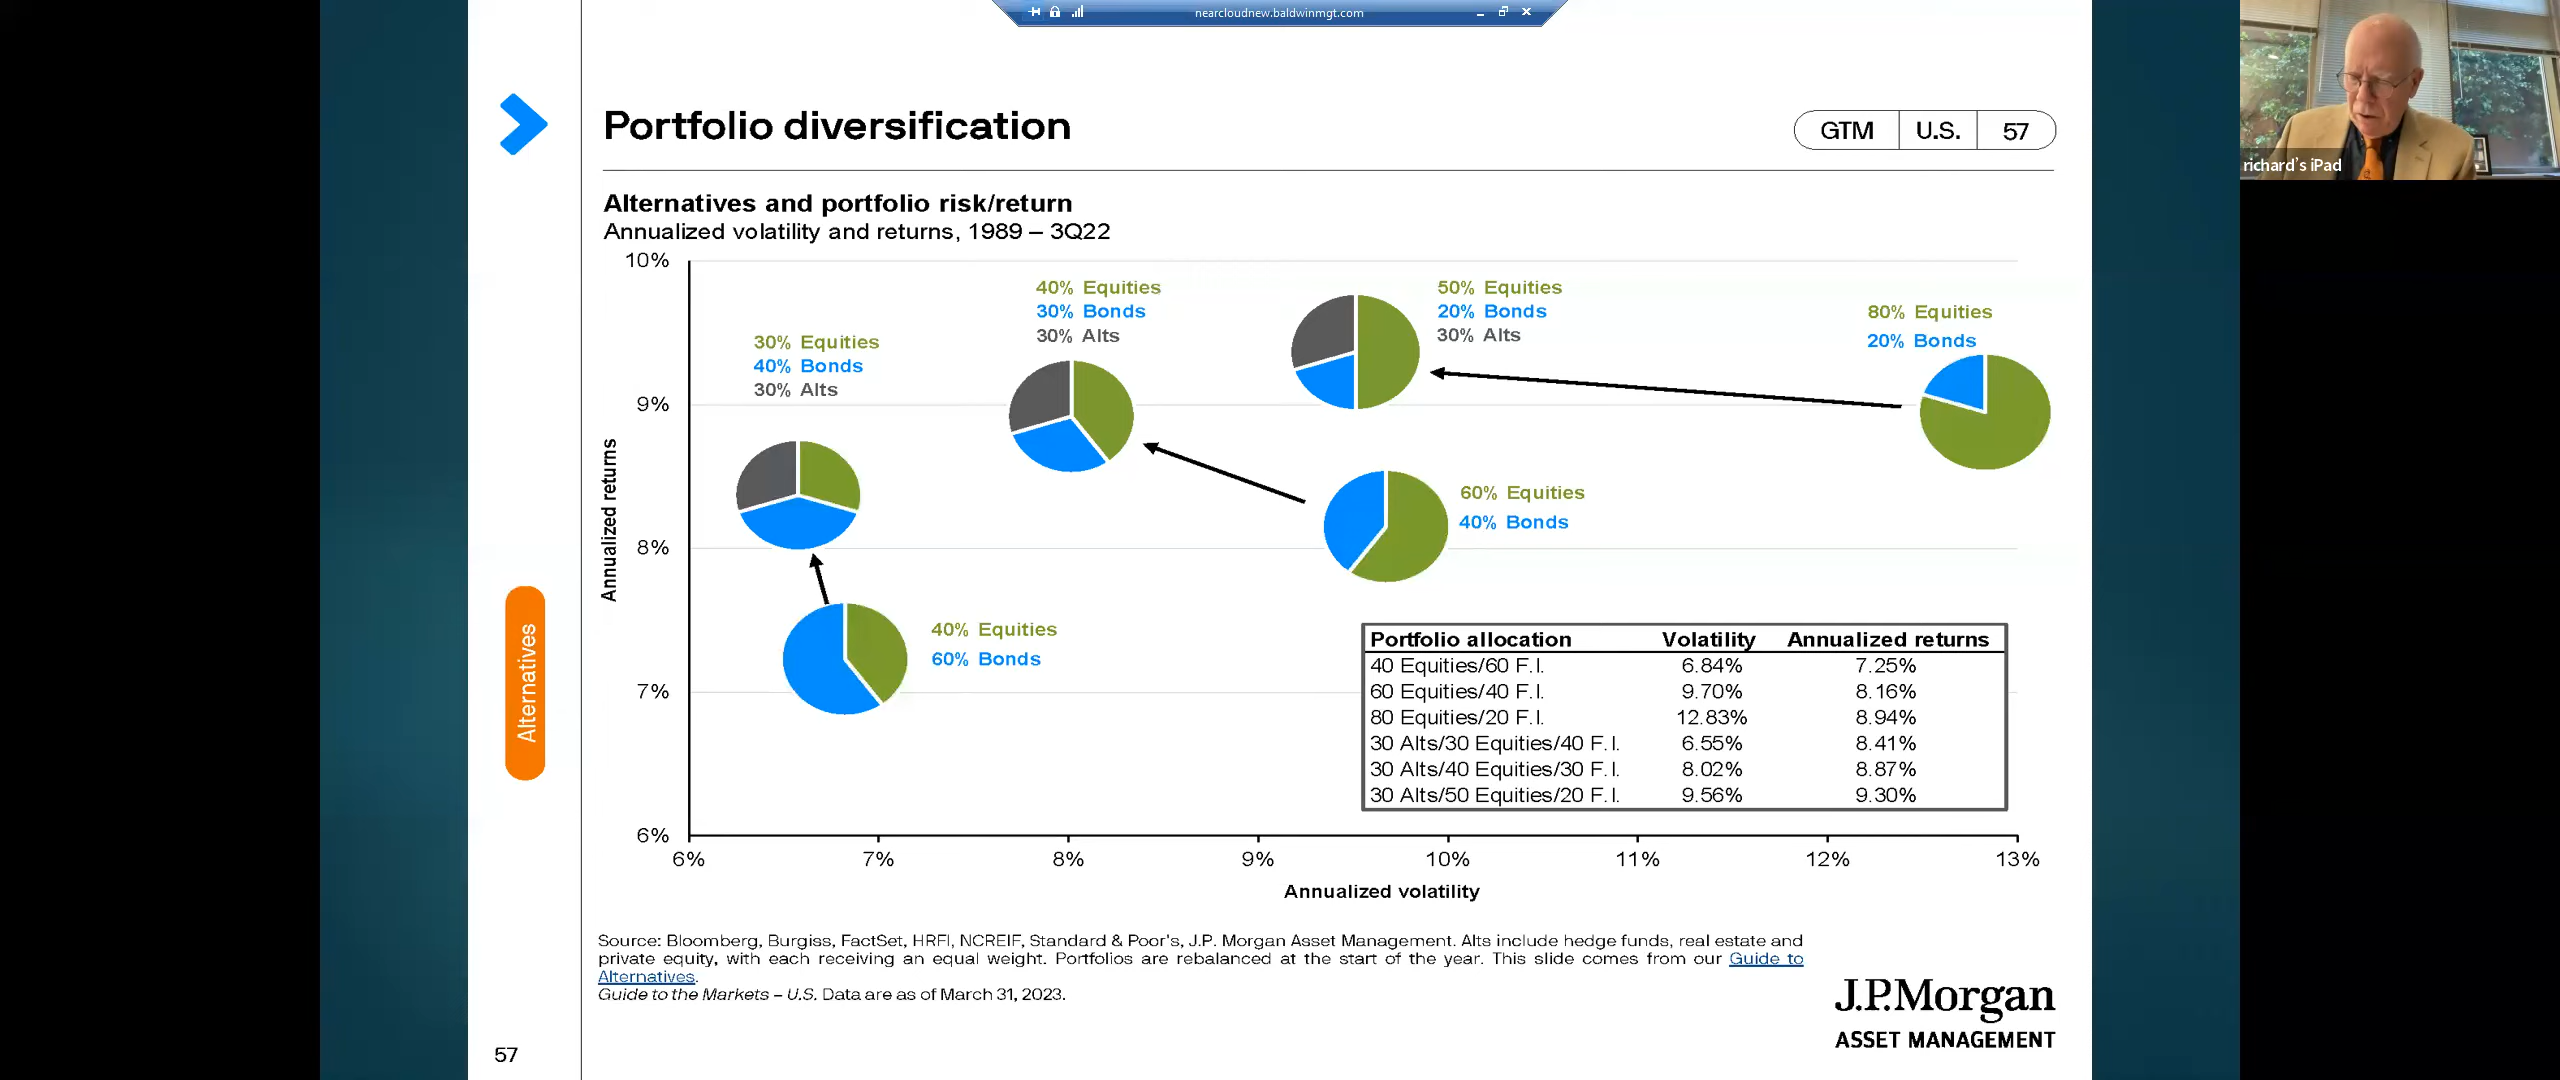 nearcloudnew.baldwinmgt.com
richard's iPad
Portfolio diversification
GTM U.S. 57
Alternatives and portfolio risk/return
Annualized volatility and returns, 1989 – 3Q22
10%
9%
8%
7%
6%
Annualized returns
30% Equities
40% Bonds
30% Alts
40% Equities
30% Bonds
30% Alts
50% Equities
20% Bonds
30% Alts
80% Equities
20% Bonds
60% Equities
40% Bonds
40% Equities
60% Bonds
Portfolio allocation Volatility Annualized returns
40 Equities/60 F.I. 6.84% 7.25%
60 Equities/40 F.I. 9.70% 8.16%
80 Equities/20 F.I. 12.83% 8.94%
30 Alts/30 Equities/40 F.I. 6.55% 8.41%
30 Alts/40 Equities/30 F.I. 8.02% 8.87%
30 Alts/50 Equities/20 F.I. 9.56% 9.30%
6% 7% 8% 9% 10% 11% 12% 13%
Annualized volatility
Alternatives
Source: Bloomberg, Burgiss, FactSet, HRFI, NCREIF, Standard & Poor's, J.P. Morgan Asset Management. Alts include hedge funds, real estate and
private equity, with each receiving an equal weight. Portfolios are rebalanced at the start of the year. This slide comes from our Guide to
Alternatives.
Guide to the Markets – U.S. Data are as of March 31, 2023.
J.P.Morgan
ASSET MANAGEMENT
57